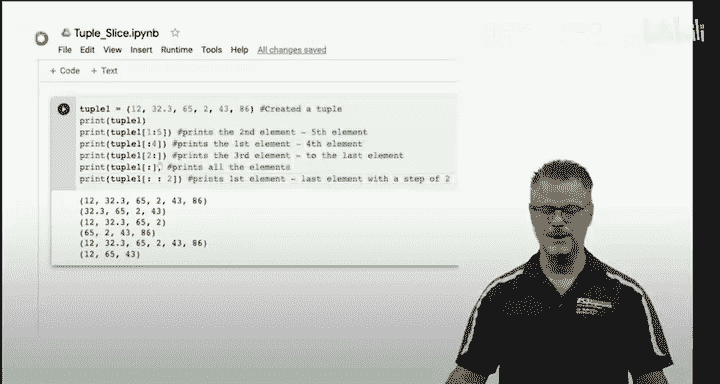 Tuple_Slice.ipynb
File Edit View Insert Runtime Tools Help All changes saved
+ Code + Text
tuple1 = (12, 32.3, 65, 2, 43, 86) #Created a tuple
print(tuple1)
print(tuple1[1:5]) #prints the 2nd element - 5th element
print(tuple1[:4]) #prints the 1st element - 4th element
print(tuple1[2:]) #prints the 3rd element - to the last element
print(tuple1[:]) #prints all the elements
print(tuple1[: : 2]) #prints 1st element - last element with a step of 2
(12, 32.3, 65, 2, 43, 86)
(32.3, 65, 2, 43)
(12, 32.3, 65, 2)
(65, 2, 43, 86)
(12, 32.3, 65, 2, 43, 86)
(12, 65, 43)